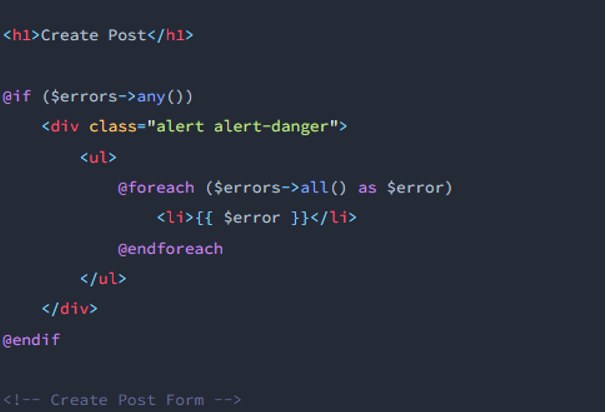 <h1>Create Post</h1>
@if ($errors->any())
<div class="alert alert-danger">
<ul>
@foreach ($errors->all() as $error)
<li>{{ $error }}</li>
@endforeach
</ul>
</div>
@endif
<!-- Create Post Form -->